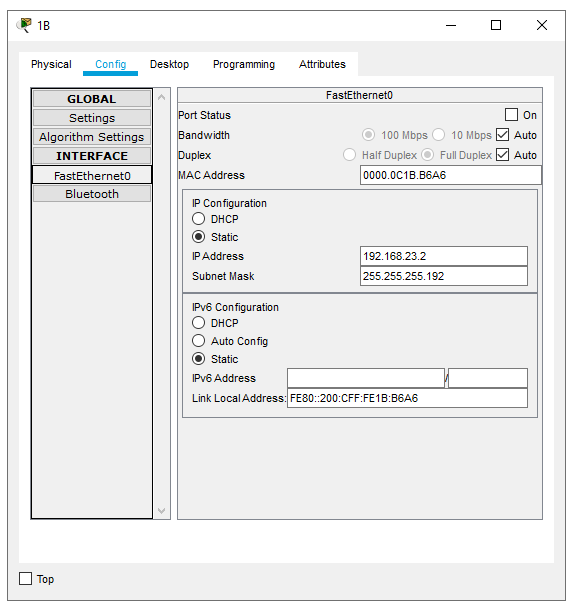 1B
Physical Config Desktop Programming Attributes
GLOBAL
Settings
Algorithm Settings
INTERFACE
FastEthernet0
Bluetooth
FastEthernet0
Port Status On
Bandwidth 100 Mbps 10 Mbps Auto
Duplex Half Duplex Full Duplex Auto
MAC Address 0000.0C1B.B6A6
IP Configuration
DHCP
Static
IP Address 192.168.23.2
Subnet Mask 255.255.255.192
IPv6 Configuration
DHCP
Auto Config
Static
IPv6 Address /
Link Local Address: FE80::200:CFF:FE1B:B6A6
Top